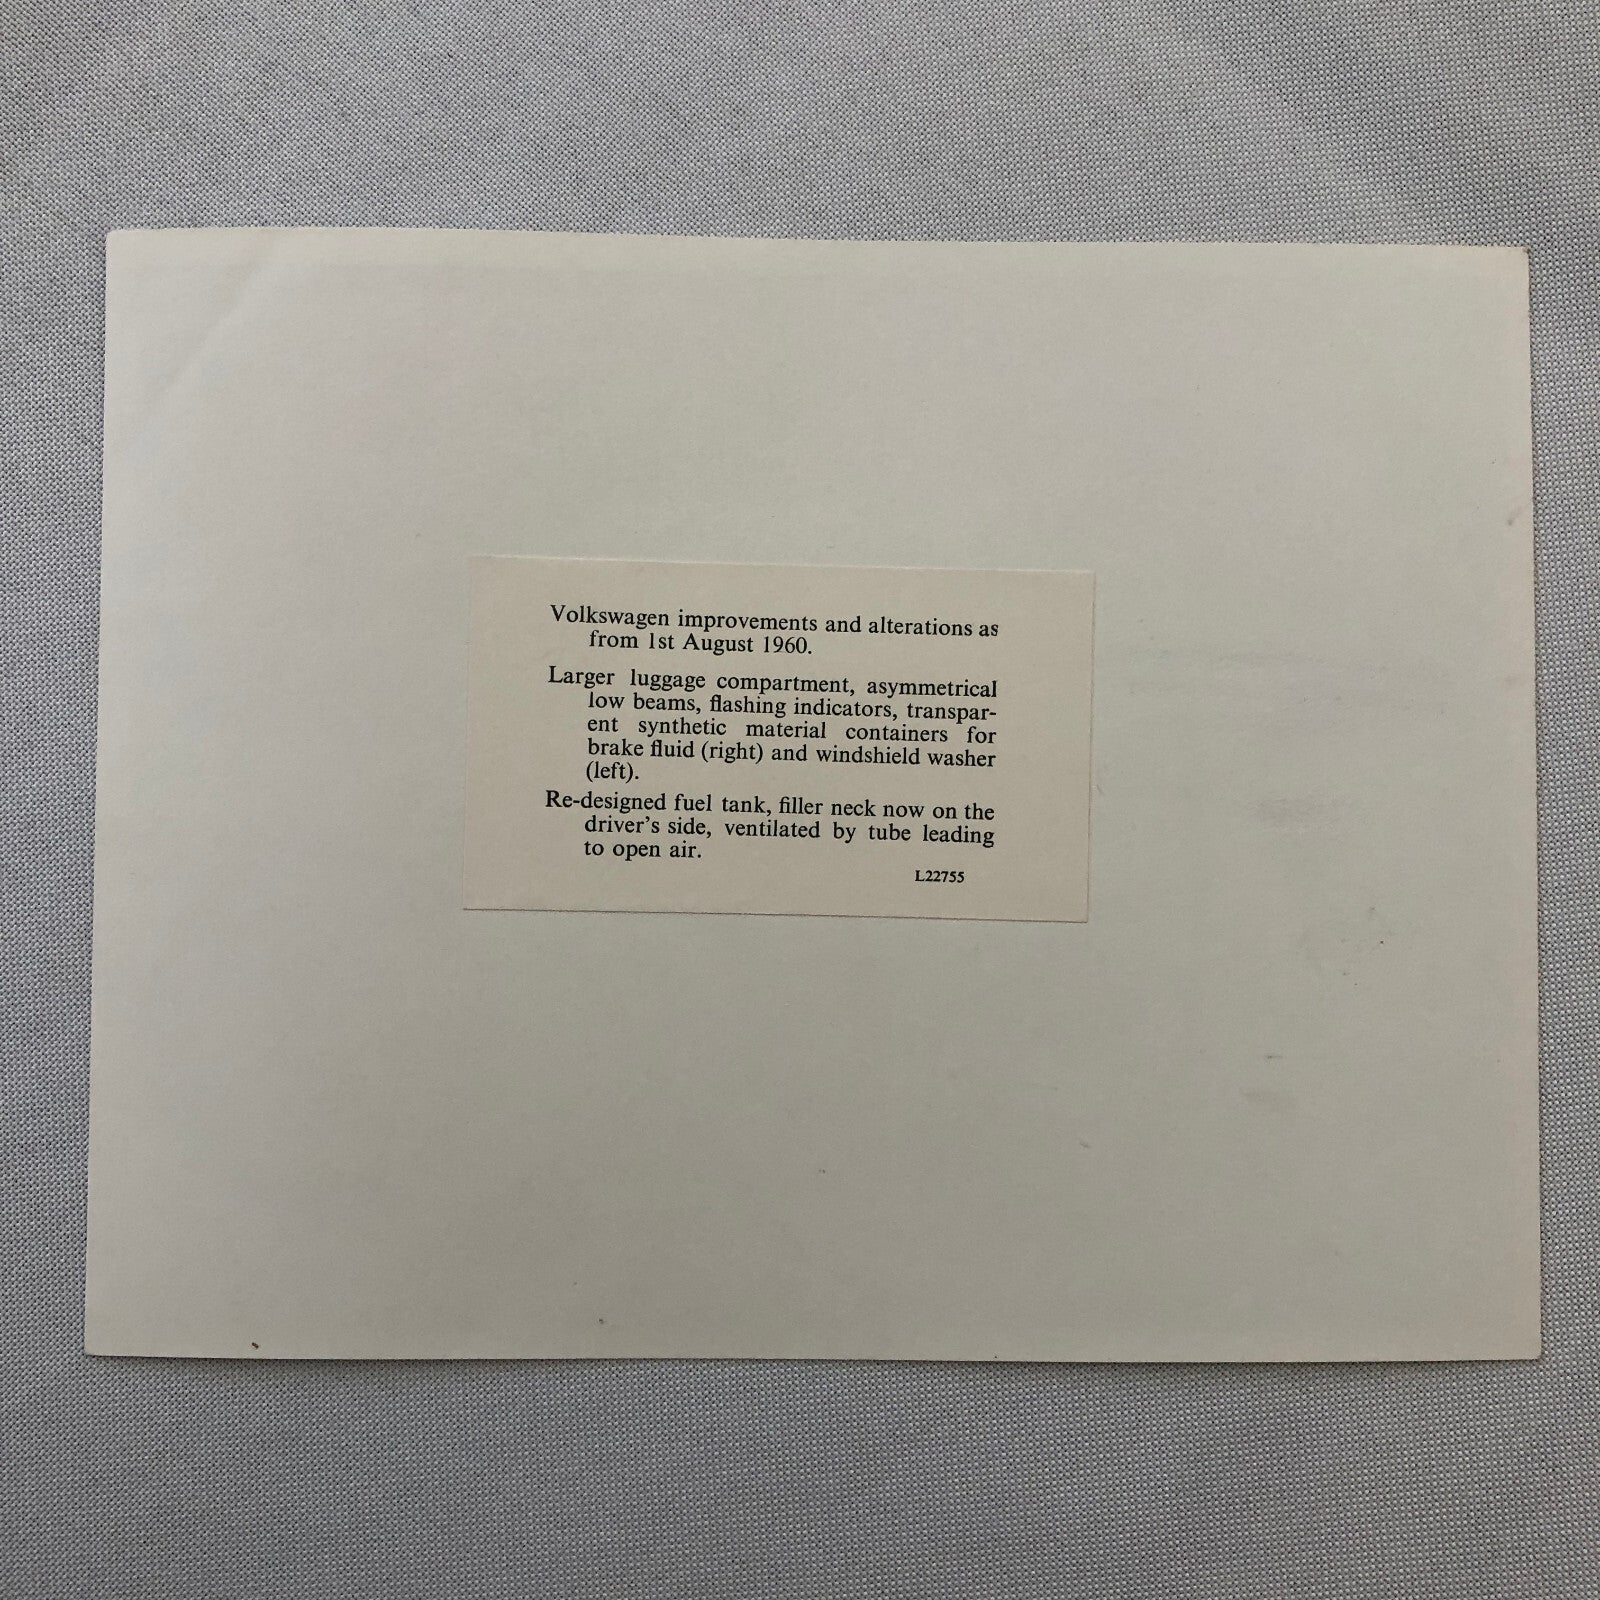 Volkswagen improvements and alterations as
from 1st August 1960.
Larger luggage compartment, asymmetrical
low beams, flashing indicators, transpar-
ent synthetic material containers for
brake fluid (right) and windshield washer
(left).
Re-designed fuel tank, filler neck now on the
driver's side, ventilated by tube leading
to open air.
L22755